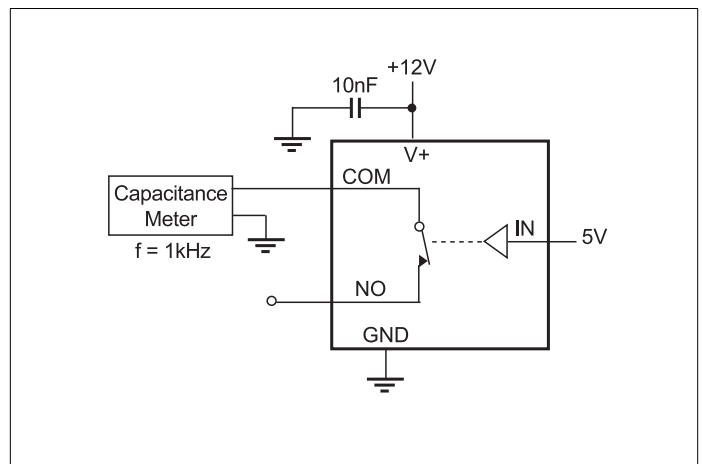 +12V
10nF
V+
COM
Capacitance
Meter
f = 1kHz
IN
5V
NO
GND